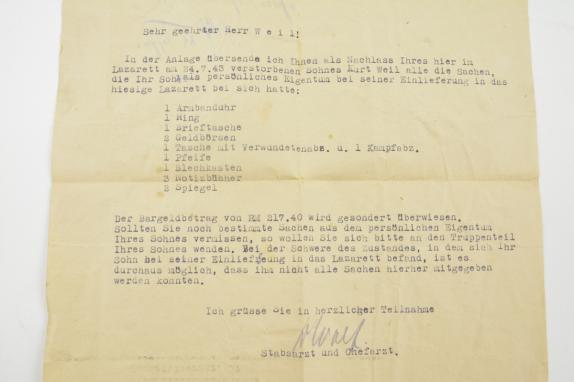 Sehr geehrter Herr W e i l !
In der Anlage übersende ich Ihnen als Nachlass Ihres hier im
Lazarett am 24.7.43 verstorbenen Sohnes Kurt Weil alle die Sachen,
die Ihr Sohn als persönliches Eigentum bei seiner Einlieferung in das
hiesige Lazarett bei sich hatte:
1 Armbanduhr
1 Ring
1 Brieftasche
2 Geldbörsen
1 Tasche mit Verwundetenabz. u. 1 Kampfabz.
1 Pfeife
1 Blechkasten
3 Notizbühher
2 Spiegel
Der Bargeldbetrag von RM 217.40 wird gesondert überwiesen.
Sollten Sie noch bestimmte Sachen aus dem persönlichen Eigentum
Ihres Sohnes vermissen, so wollen Sie sich bitte an den Truppenteil
Ihres Sohnes wenden. Bei der Schwere des Zustandes, in dem sich Ihr
Sohn bei seiner Einlieferung in das Lazarett befand, ist es
durchaus möglich, dass ihm nicht alle Sachen hierher mitgegeben
werden konnten.
Ich grüsse Sie in herzlicher Teilnahme
Stabsarzt und Chefarzt.